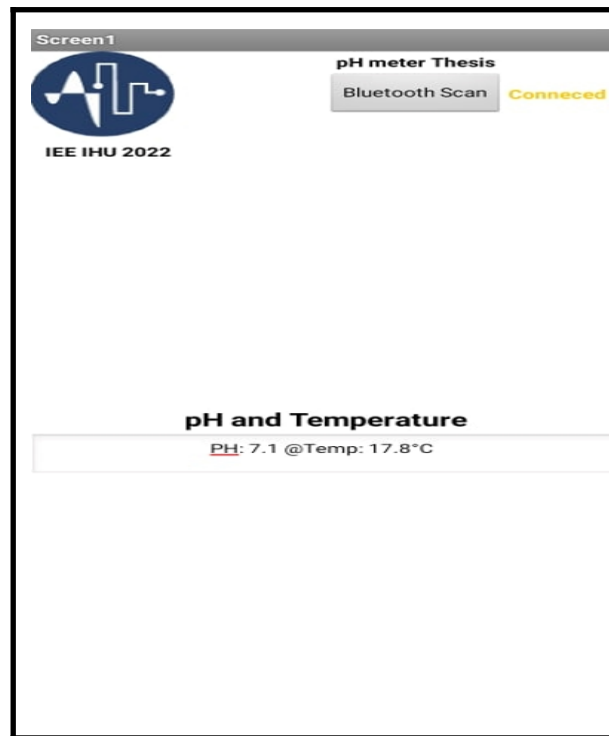 Screen1
pH meter Thesis
Bluetooth Scan Conneced
IEE IHU 2022
pH and Temperature
PH: 7.1 @Temp: 17.8°C